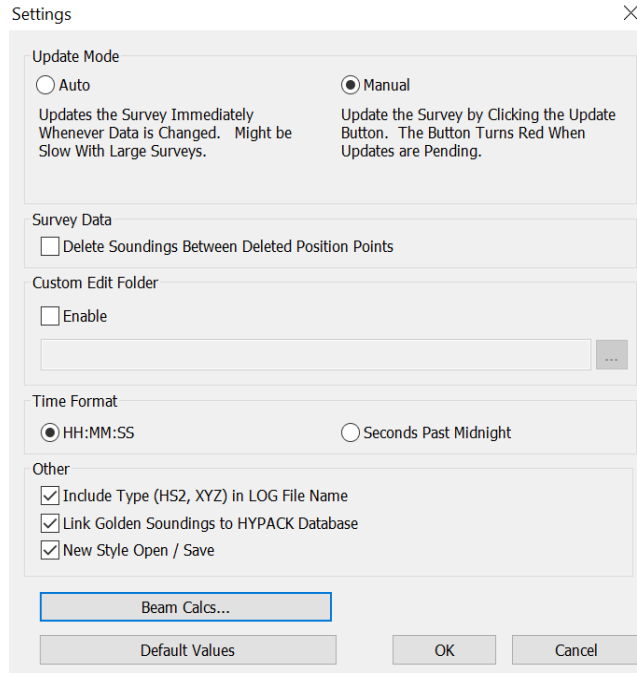 Settings
Update Mode
Auto
Manual
Updates the Survey Immediately
Whenever Data is Changed. Might be
Slow With Large Surveys.
Update the Survey by Clicking the Update
Button. The Button Turns Red When
Updates are Pending.
Survey Data
Delete Soundings Between Deleted Position Points
Custom Edit Folder
Enable
...
Time Format
HH:MM:SS
Seconds Past Midnight
Other
Include Type (HS2, XYZ) in LOG File Name
Link Golden Soundings to HYPACK Database
New Style Open / Save
Beam Calcs...
Default Values
OK
Cancel